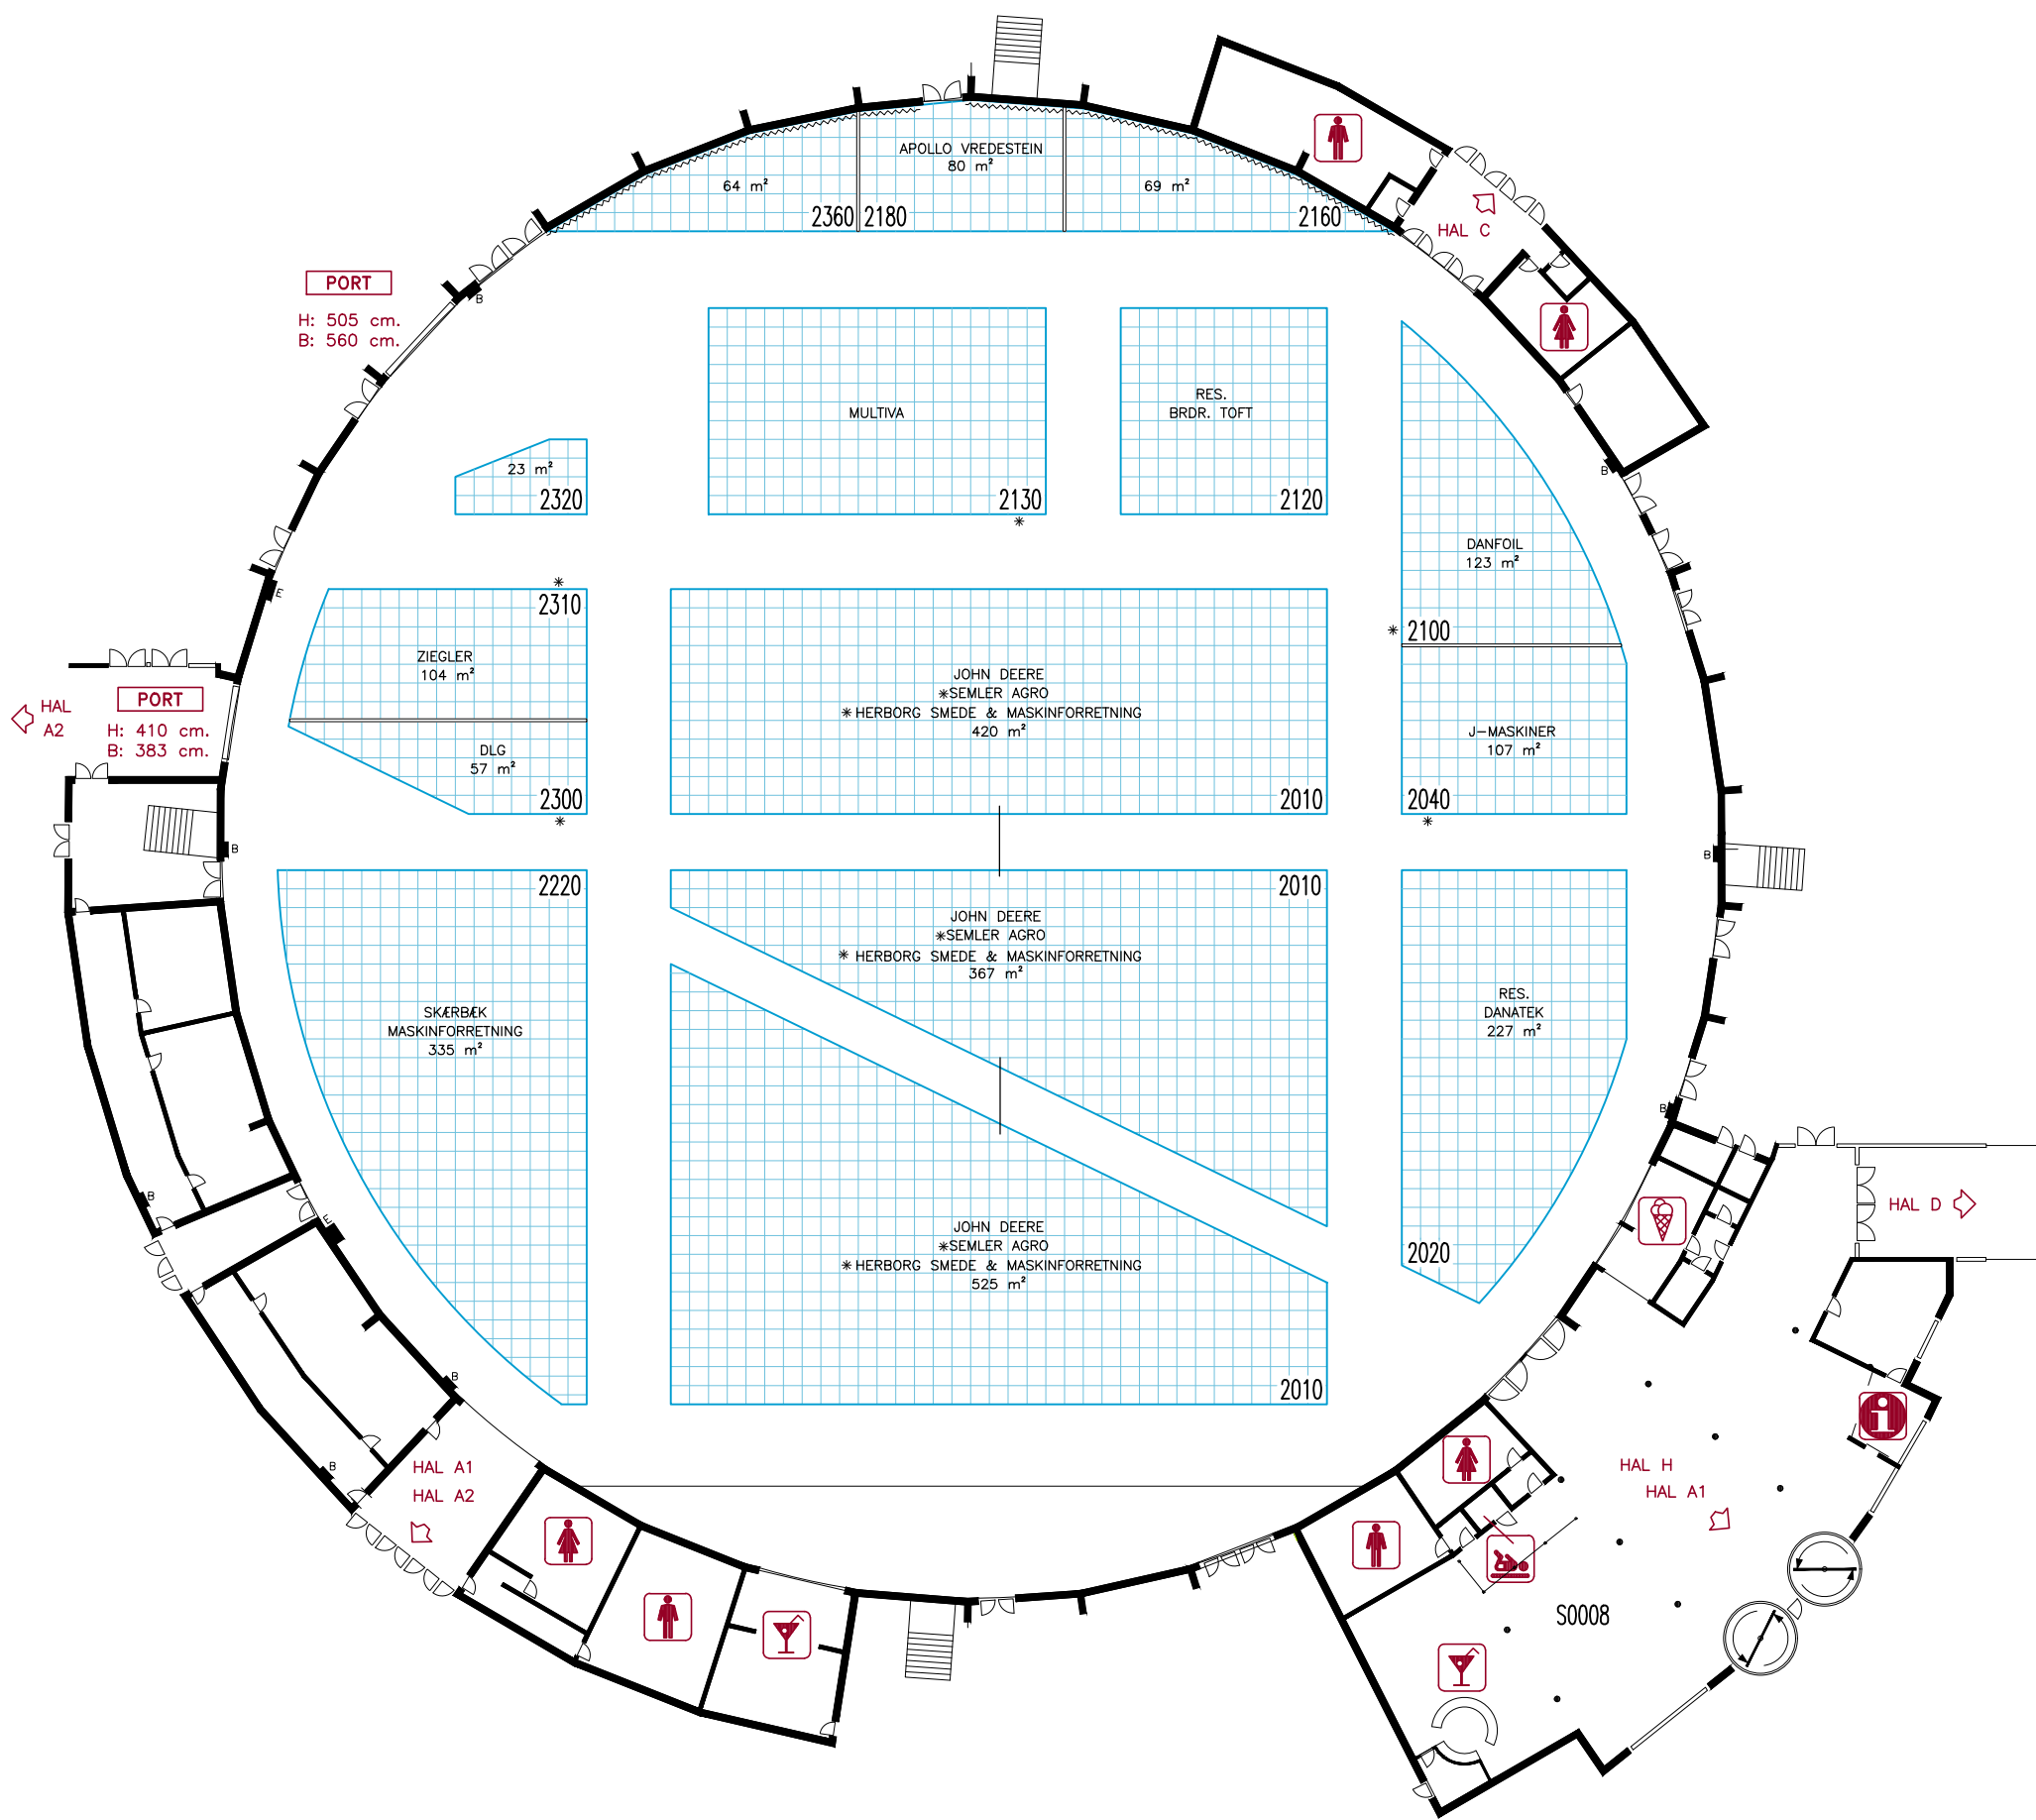 APOLLO VREDESTEIN
80 m²
64 m²
69 m²
2360
2180
2160
HAL C
PORT
H: 505 cm.
B: 560 cm.
B
MULTIVA
2130
*
RES.
BRDR. TOFT
2120
B
23 m²
2320
DANFOIL
123 m²
2100
*
*
2310
E
ZIEGLER
104 m²
DLG
57 m²
2300
*
JOHN DEERE
*SEMLER AGRO
*HERBORG SMEDE & MASKINFORRETNING
420 m²
2010
J-MASKINER
107 m²
2040
*
HAL
A2
PORT
H: 410 cm.
B: 383 cm.
B
B
2220
SKÆRBÆK
MASKINFORRETNING
335 m²
2010
JOHN DEERE
*SEMLER AGRO
* HERBORG SMEDE & MASKINFORRETNING
367 m²
RES.
DANATEK
227 m²
2020
B
B
E
HAL D
JOHN DEERE
*SEMLER AGRO
*HERBORG SMEDE & MASKINFORRETNING
525 m²
2010
B
B
HAL A1
HAL A2
HAL H
HAL A1
i
S0008